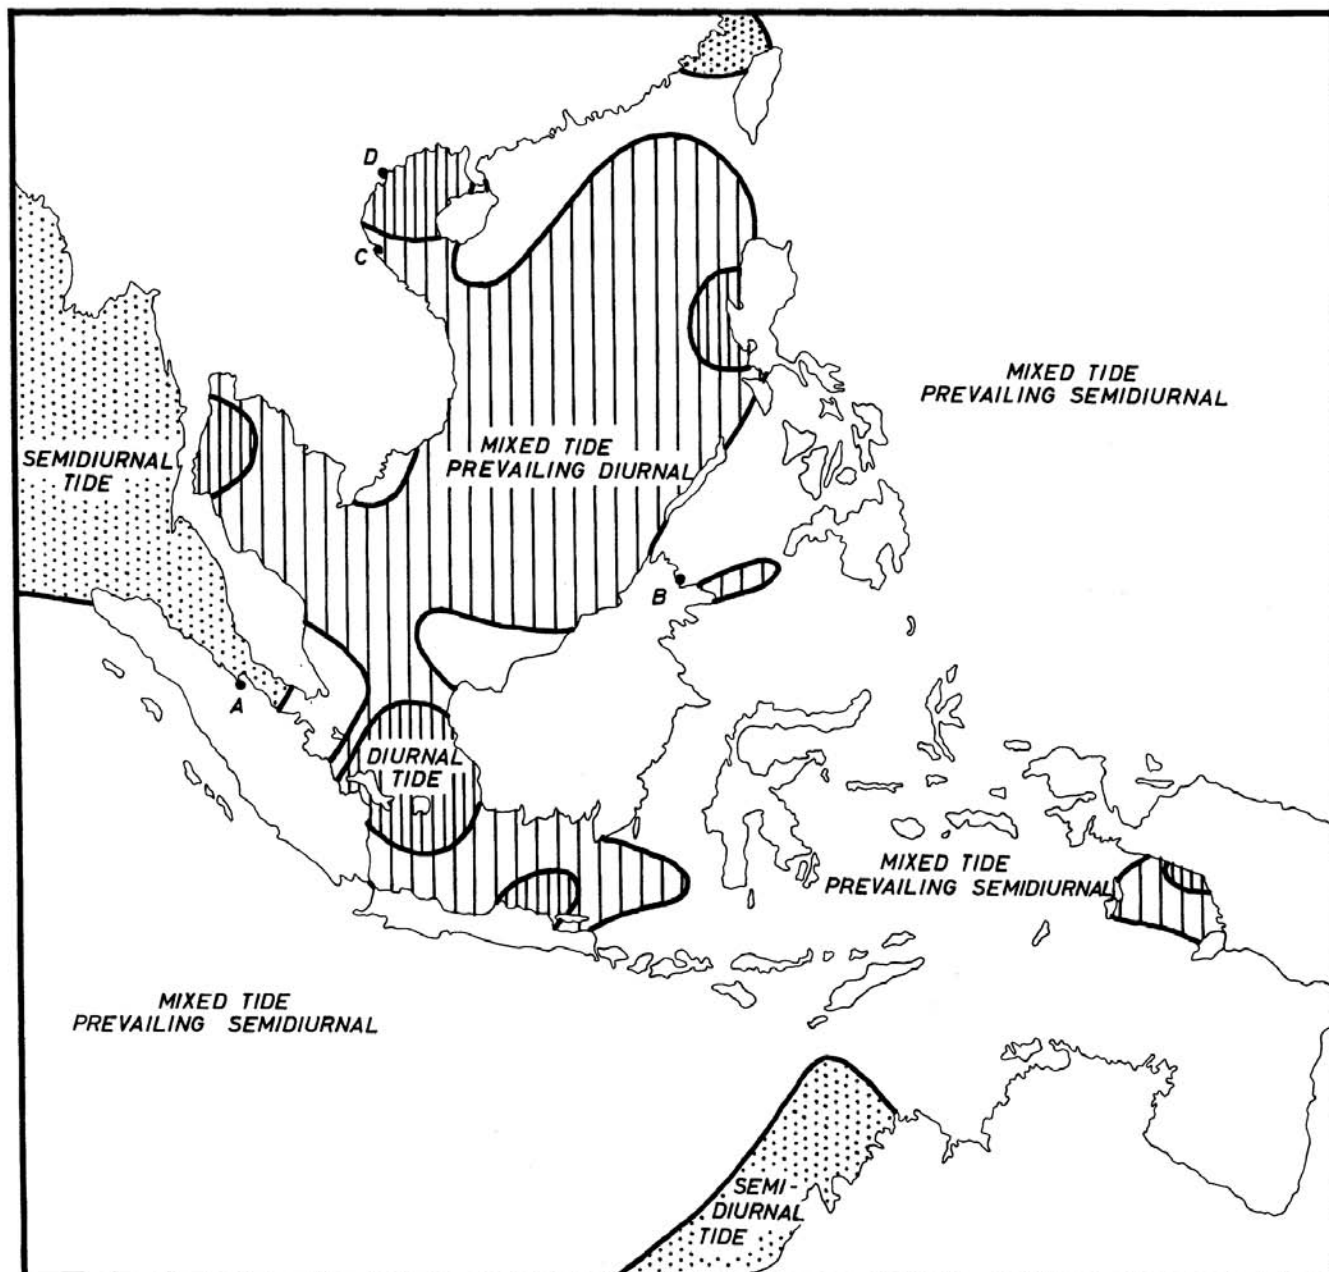 D
C
MIXED TIDE
PREVAILING SEMIDIURNAL
MIXED TIDE
PREVAILING DIURNAL
SEMIDIURNAL
TIDE
B
A
DIURNAL
TIDE
MIXED TIDE
PREVAILING SEMIDIURNAL
MIXED TIDE
PREVAILING SEMIDIURNAL
SEMI-
DIURNAL
TIDE